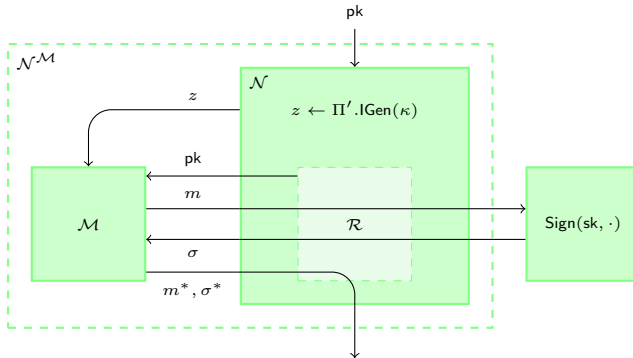 pk
𝒩^ℳ
𝒩
z ← Π′.IGen(κ)
z
pk
m
ℳ
ℛ
Sign(sk, ·)
σ
m*, σ*